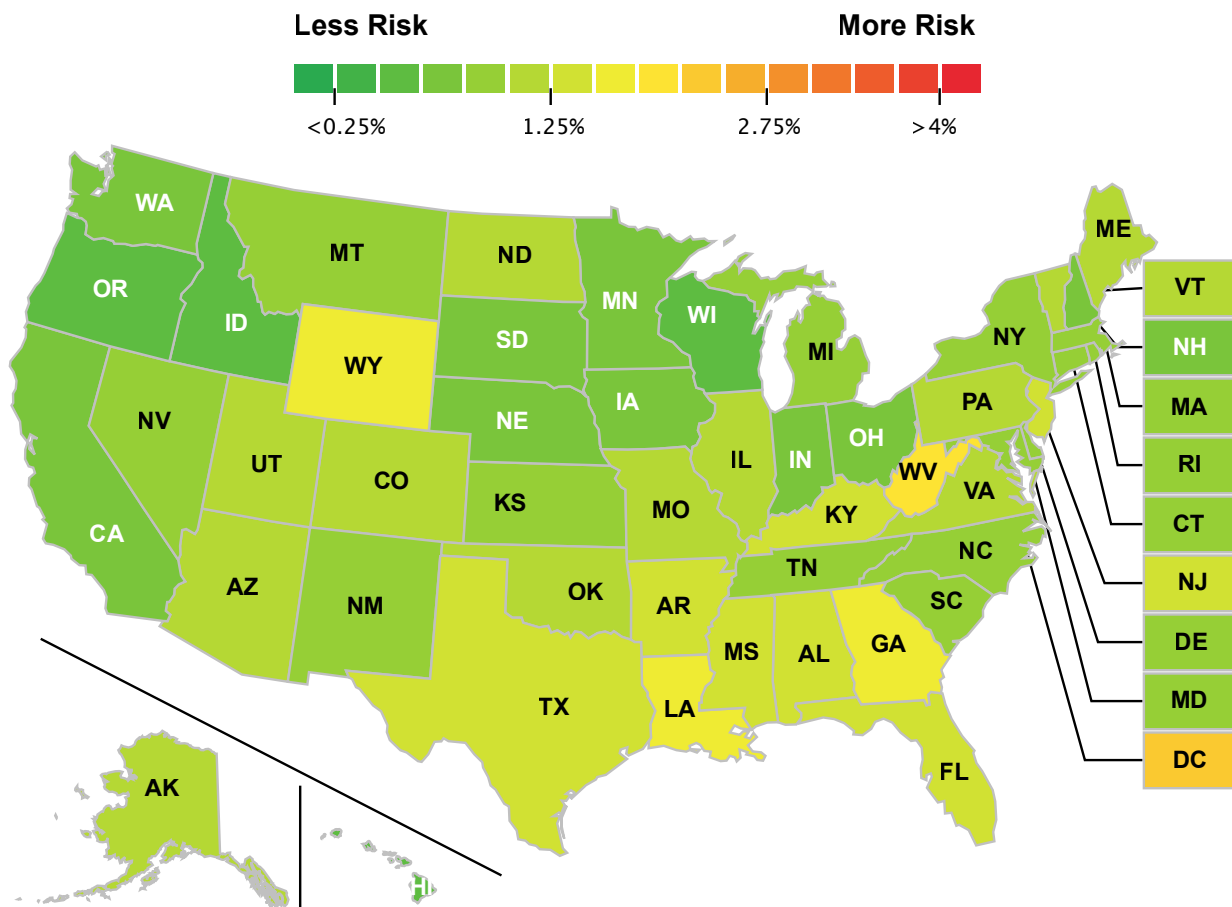 Less Risk More Risk
<0.25% 1.25% 2.75% >4%
WA
MT
ND
ME
OR
ID
MN
WI
VT
SD
NY
NH
WY
MI
NE
IA
PA
MA
NV
OH
UT
CO
IL
IN
WV
RI
KS
MO
KY
VA
CA
CT
AZ
NM
OK
TN
NC
NJ
AR
SC
DE
TX
MS
AL
GA
LA
MD
FL
DC
AK
HI